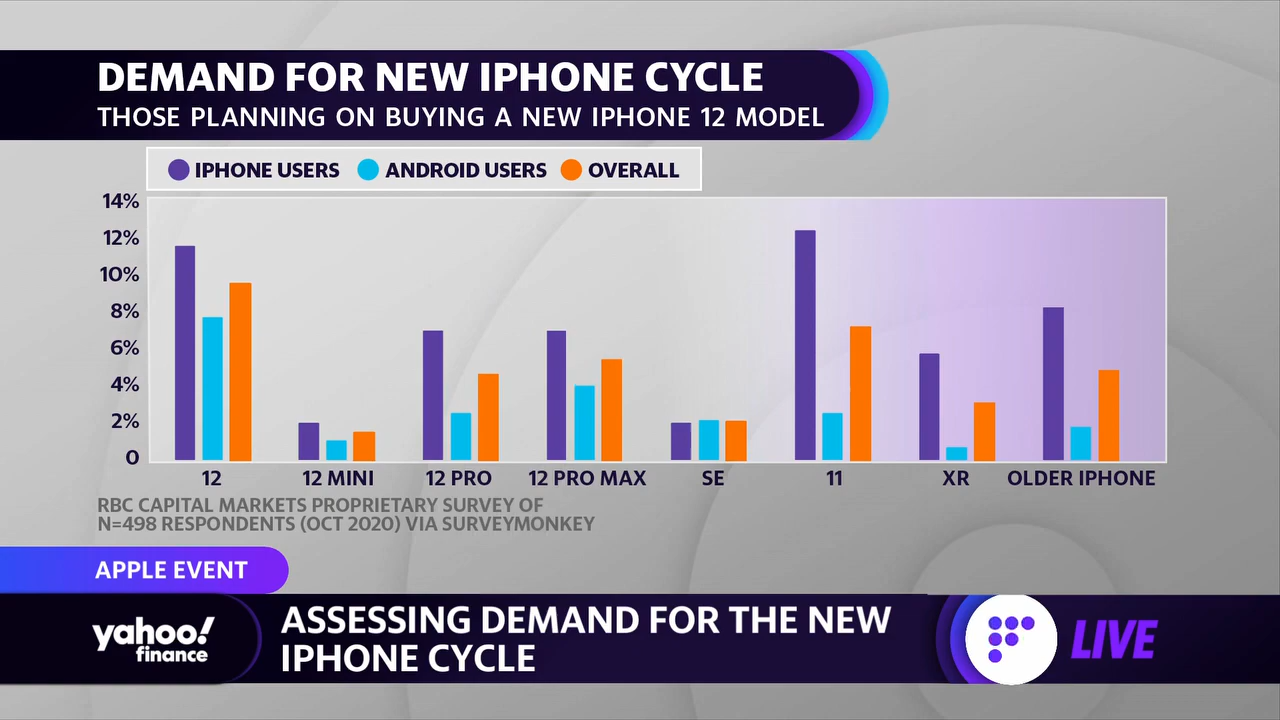 DEMAND FOR NEW IPHONE CYCLE
THOSE PLANNING ON BUYING A NEW IPHONE 12 MODEL
IPHONE USERS ANDROID USERS OVERALL
14%
12%
10%
8%
6%
4%
2%
0
12 12 MINI 12 PRO 12 PRO MAX SE 11 XR OLDER IPHONE
RBC CAPITAL MARKETS PROPRIETARY SURVEY OF
N=498 RESPONDENTS (OCT 2020) VIA SURVEYMONKEY
APPLE EVENT
yahoo!
finance
ASSESSING DEMAND FOR THE NEW
IPHONE CYCLE
LIVE